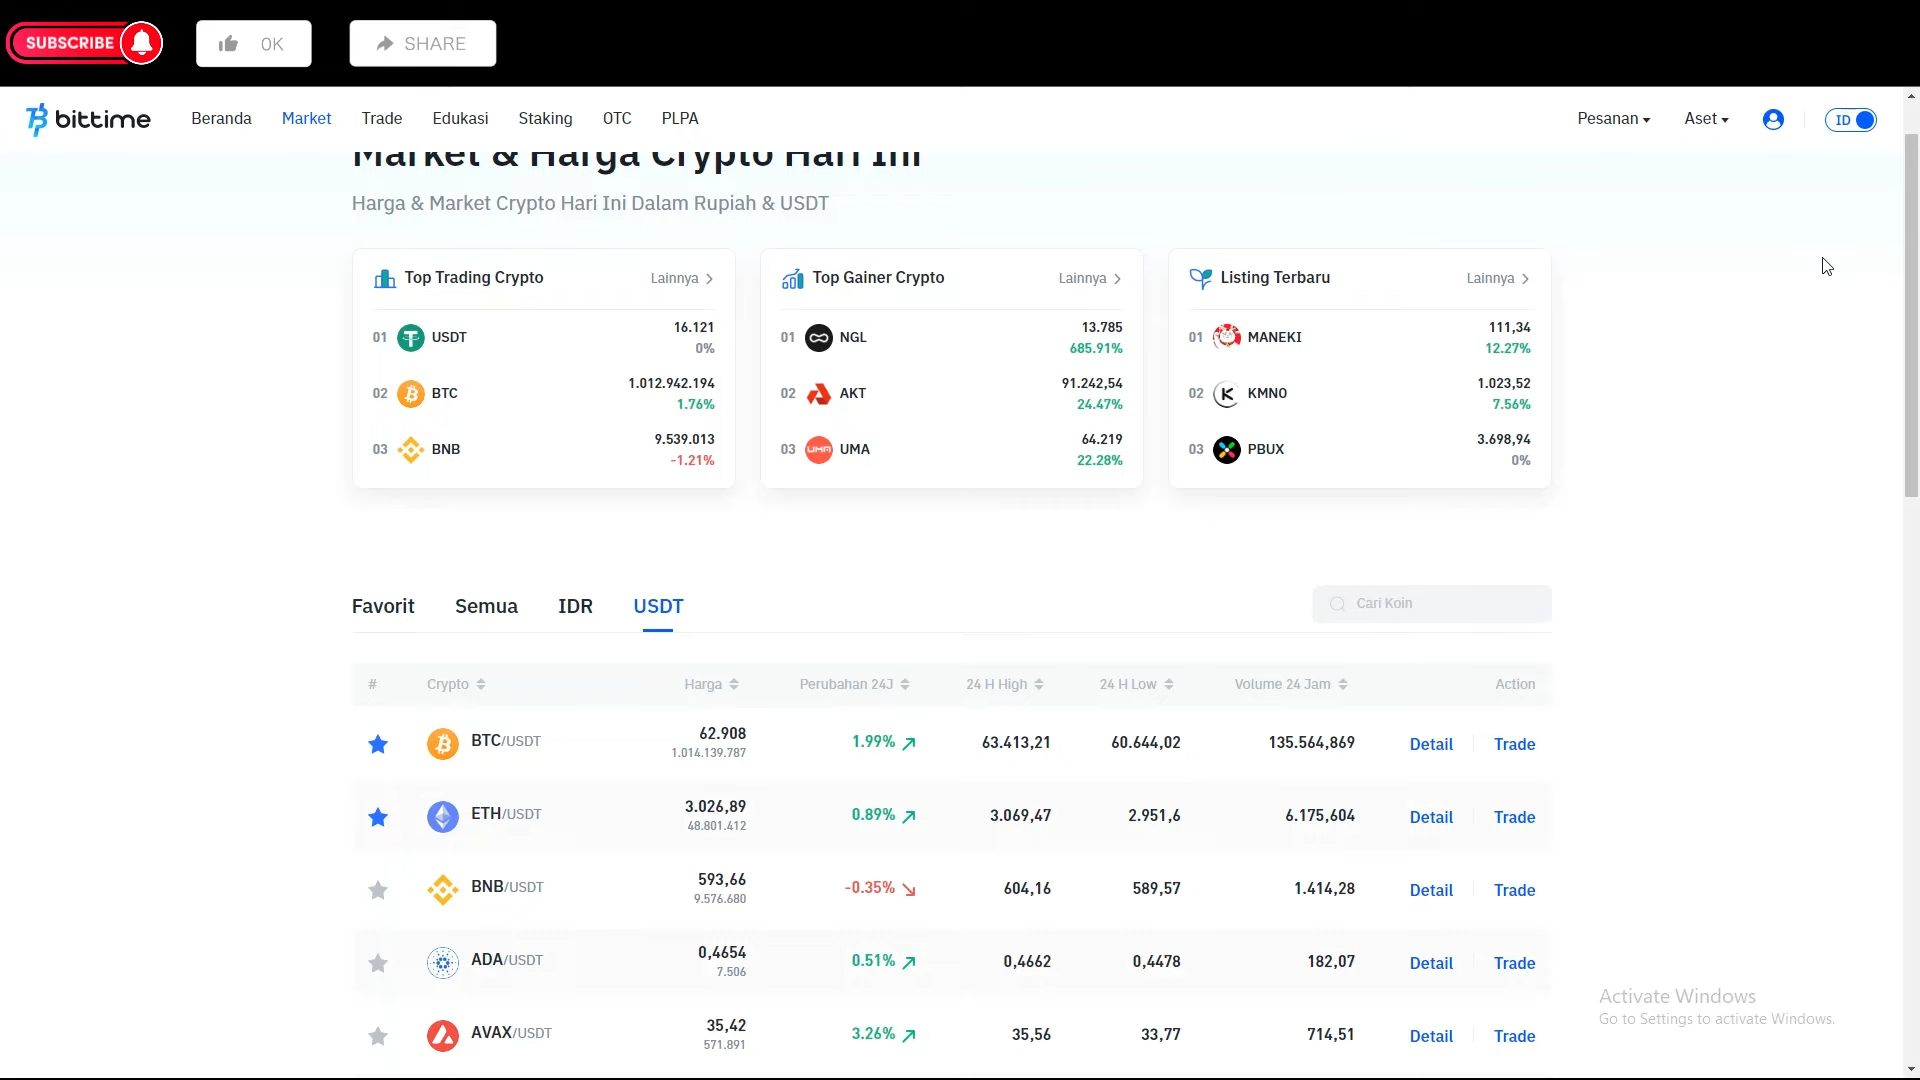 SUBSCRIBE OK SHARE
bittime Beranda Market Trade Edukasi Staking OTC PLPA Pesanan Aset ID
Market & Harga Crypto Hari Ini
Harga & Market Crypto Hari Ini Dalam Rupiah & USDT
Top Trading Crypto Lainnya
01 USDT 16.121
0%
02 BTC 1.012.942.194
1.76%
03 BNB 9.539.013
-1.21%
Top Gainer Crypto Lainnya
01 NGL 13.785
685.91%
02 AKT 91.242,54
24.47%
03 UMA UMA 64.219
22.28%
Listing Terbaru Lainnya
01 MANEKI 111,34
12.27%
02 KMNO 1.023,52
7.56%
03 PBUX 3.698,94
0%
Favorit Semua IDR USDT Cari Koin
# Crypto Harga Perubahan 24J 24 H High 24 H Low Volume 24 Jam Action
BTC/USDT 62.908 1.99% 63.413,21 60.644,02 135.564,869 Detail Trade
1.014.139.787
ETH/USDT 3.026,89 0.89% 3.069,47 2.951,6 6.175,604 Detail Trade
48.801.412
BNB/USDT 593,66 -0.35% 604,16 589,57 1.414,28 Detail Trade
9.576.680
ADA/USDT 0,4654 0.51% 0,4662 0,4478 182,07 Detail Trade
7.506
AVAX/USDT 35,42 3.26% 35,56 33,77 714,51 Detail Trade
571.891
Activate Windows
Go to Settings to activate Windows.